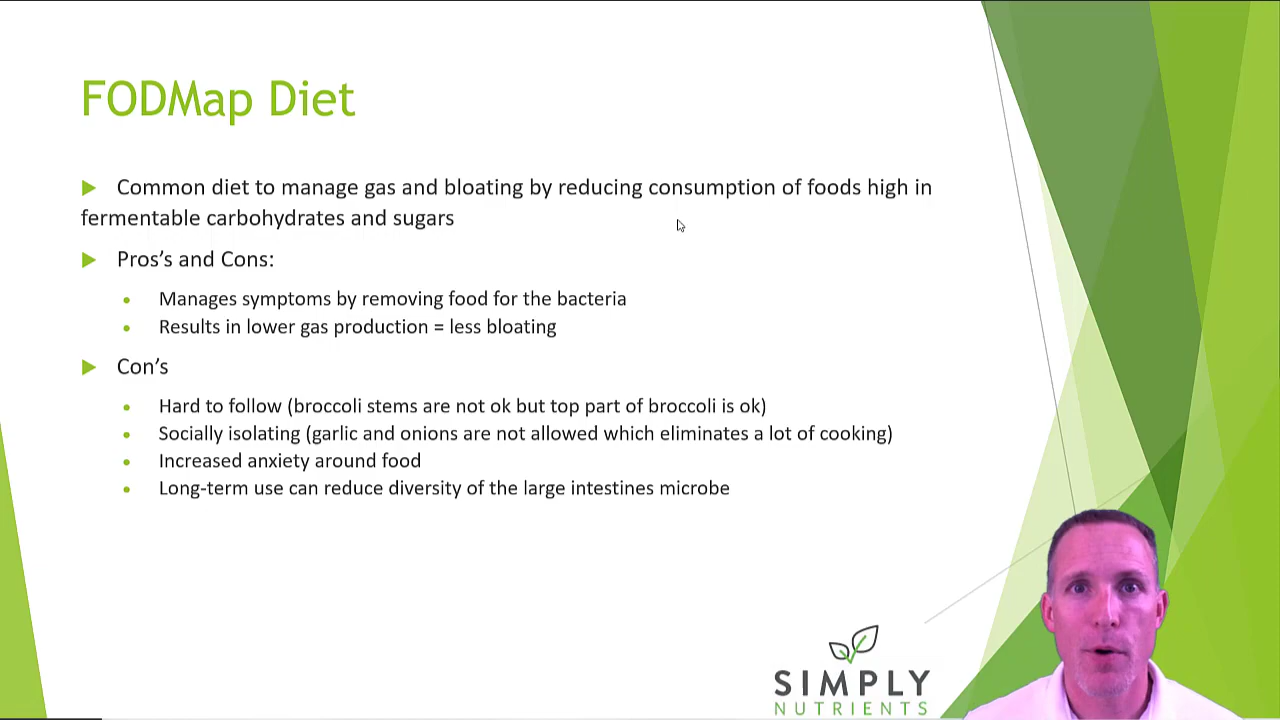 FODMap Diet
Common diet to manage gas and bloating by reducing consumption of foods high in
fermentable carbohydrates and sugars
Pros's and Cons:
Manages symptoms by removing food for the bacteria
Results in lower gas production = less bloating
Con's
Hard to follow (broccoli stems are not ok but top part of broccoli is ok)
Socially isolating (garlic and onions are not allowed which eliminates a lot of cooking)
Increased anxiety around food
Long-term use can reduce diversity of the large intestines microbe
SIMPLY
NUTRIENTS